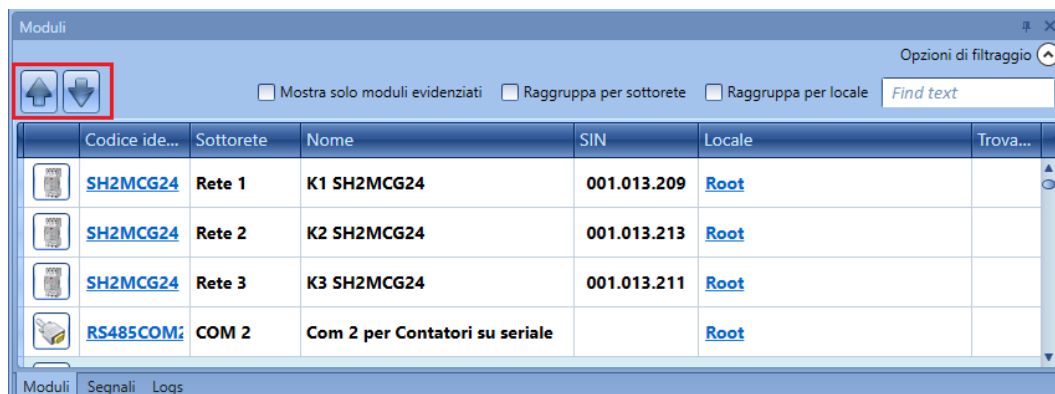 Moduli
Opzioni di filtraggio
Mostra solo moduli evidenziati Raggruppa per sottorete Raggruppa per locale Find text
Codice ide... Sottorete Nome SIN Locale Trova...
SH2MCG24 Rete 1 K1 SH2MCG24 001.013.209 Root
SH2MCG24 Rete 2 K2 SH2MCG24 001.013.213 Root
SH2MCG24 Rete 3 K3 SH2MCG24 001.013.211 Root
RS485COM2 COM 2 Com 2 per Contatori su seriale Root
Moduli Segnali Logs